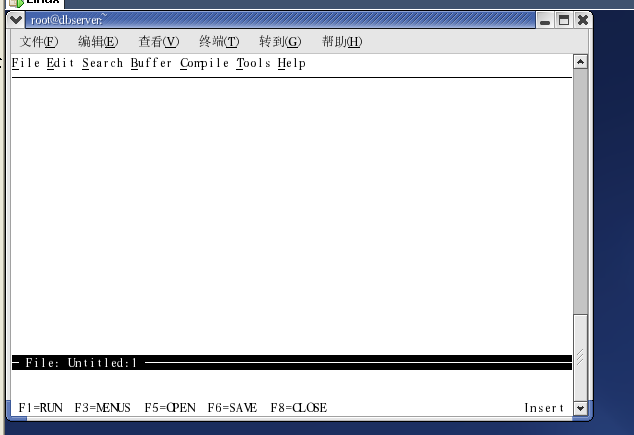 Linux
root@dbserver:~
文件(F) 编辑(E) 查看(V) 终端(T) 转到(G) 帮助(H)
File Edit Search Buffer Compile Tools Help
File: Untitled:1
F1=RUN F3=MENUS F5=OPEN F6=SAVE F8=CLOSE Insert